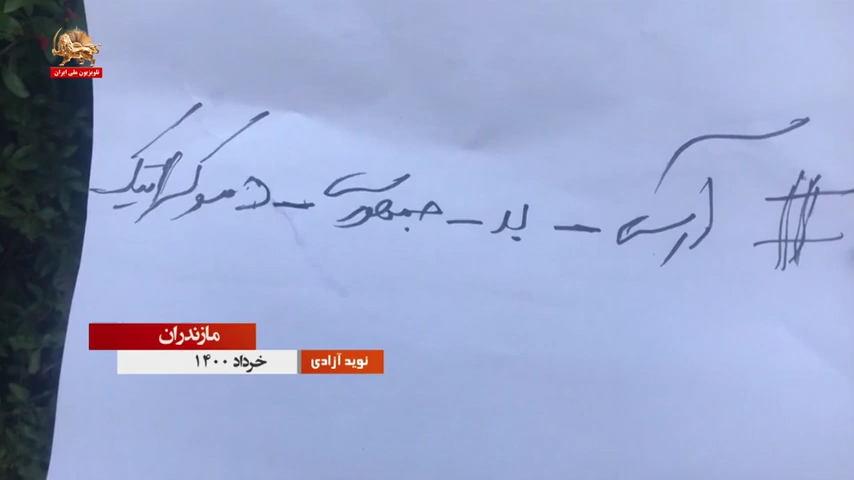 تلویزیون ملی ایران
# آری - به - جمهوری - دموکراتیک
مازندران
نوید آزادی
خرداد ۱۴۰۰